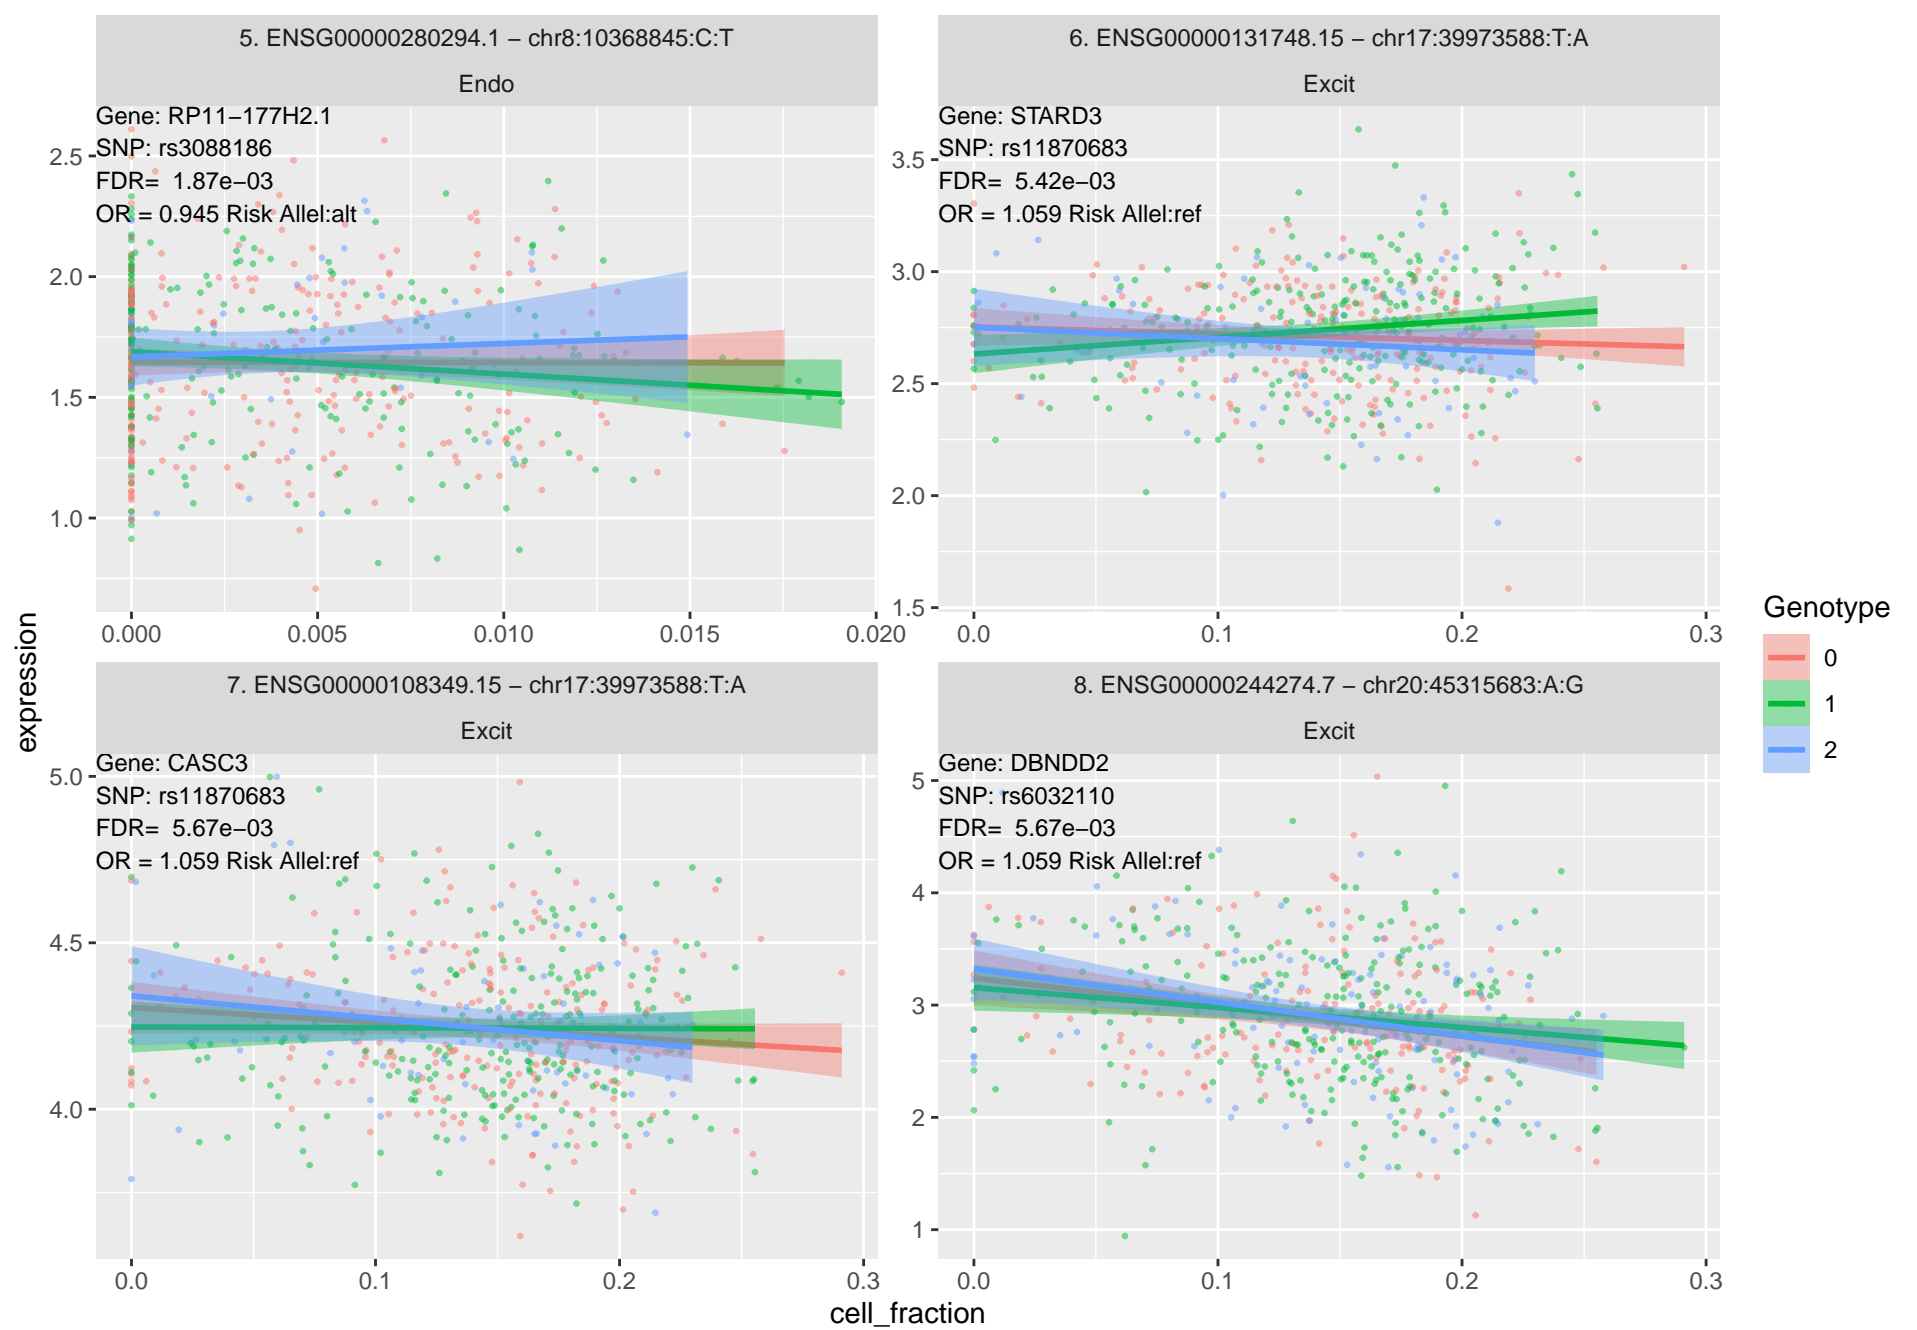 5. ENSG00000280294.1 − chr8:10368845:C:T
Endo
Gene: RP11−177H2.1
SNP: rs3088186
FDR= 1.87e−03
OR = 0.945 Risk Allel:alt
2.5
2.0
1.5
1.0
0.000 0.005 0.010 0.015 0.020
6. ENSG00000131748.15 − chr17:39973588:T:A
Excit
Gene: STARD3
SNP: rs11870683
FDR= 5.42e−03
OR = 1.059 Risk Allel:ref
3.5
3.0
2.5
2.0
1.5
0.0 0.1 0.2 0.3
7. ENSG00000108349.15 − chr17:39973588:T:A
Excit
Gene: CASC3
SNP: rs11870683
FDR= 5.67e−03
OR = 1.059 Risk Allel:ref
5.0
4.5
4.0
0.0 0.1 0.2 0.3
8. ENSG00000244274.7 − chr20:45315683:A:G
Excit
Gene: DBNDD2
SNP: rs6032110
FDR= 5.67e−03
OR = 1.059 Risk Allel:ref
5
4
3
2
1
0.0 0.1 0.2 0.3
expression
cell_fraction
Genotype
0
1
2